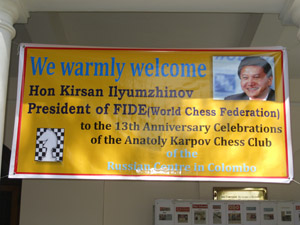 We warmly welcome
Hon Kirsan Ilyumzhinov
President of FIDE(World Chess Federation)
to the 13th Anniversary Celebrations
of the Anatoly Karpov Chess Club
of the
Russian Centre in Colombo